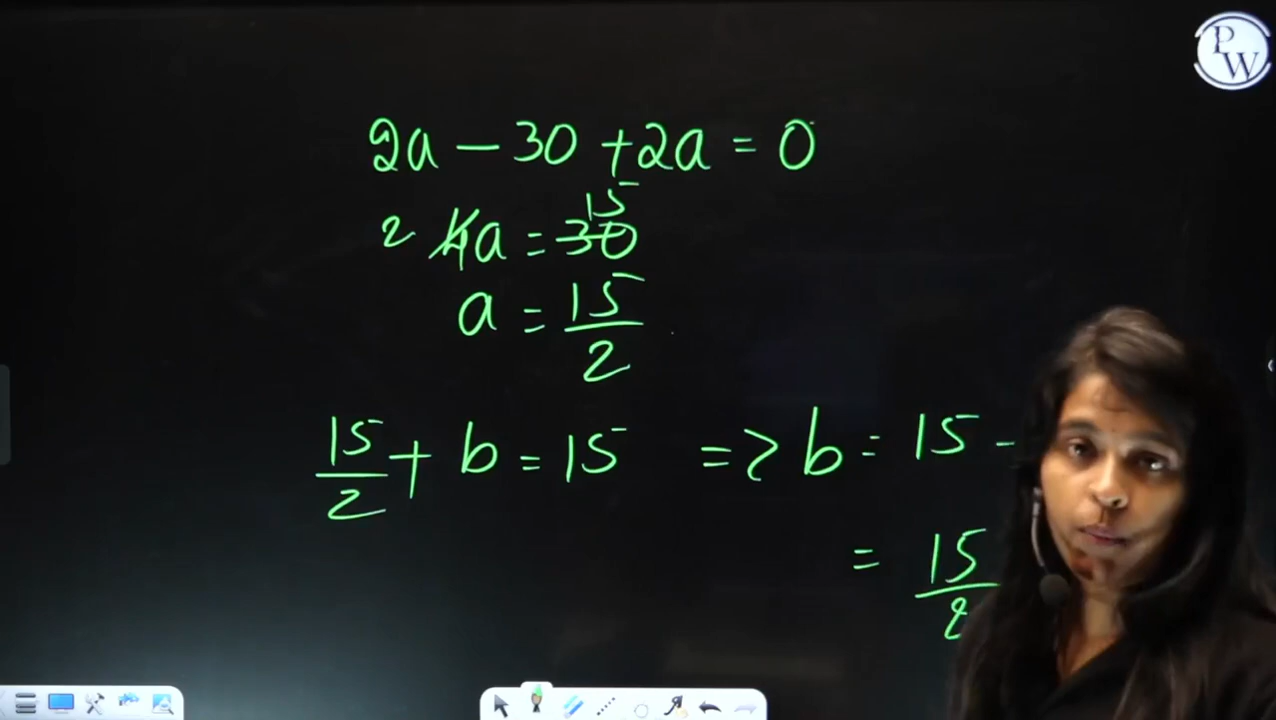 PW
2a - 30 + 2a = 0
15
2 4a = 30
a = 15/2
15/2 + b = 15 => b = 15 -
= 15/2